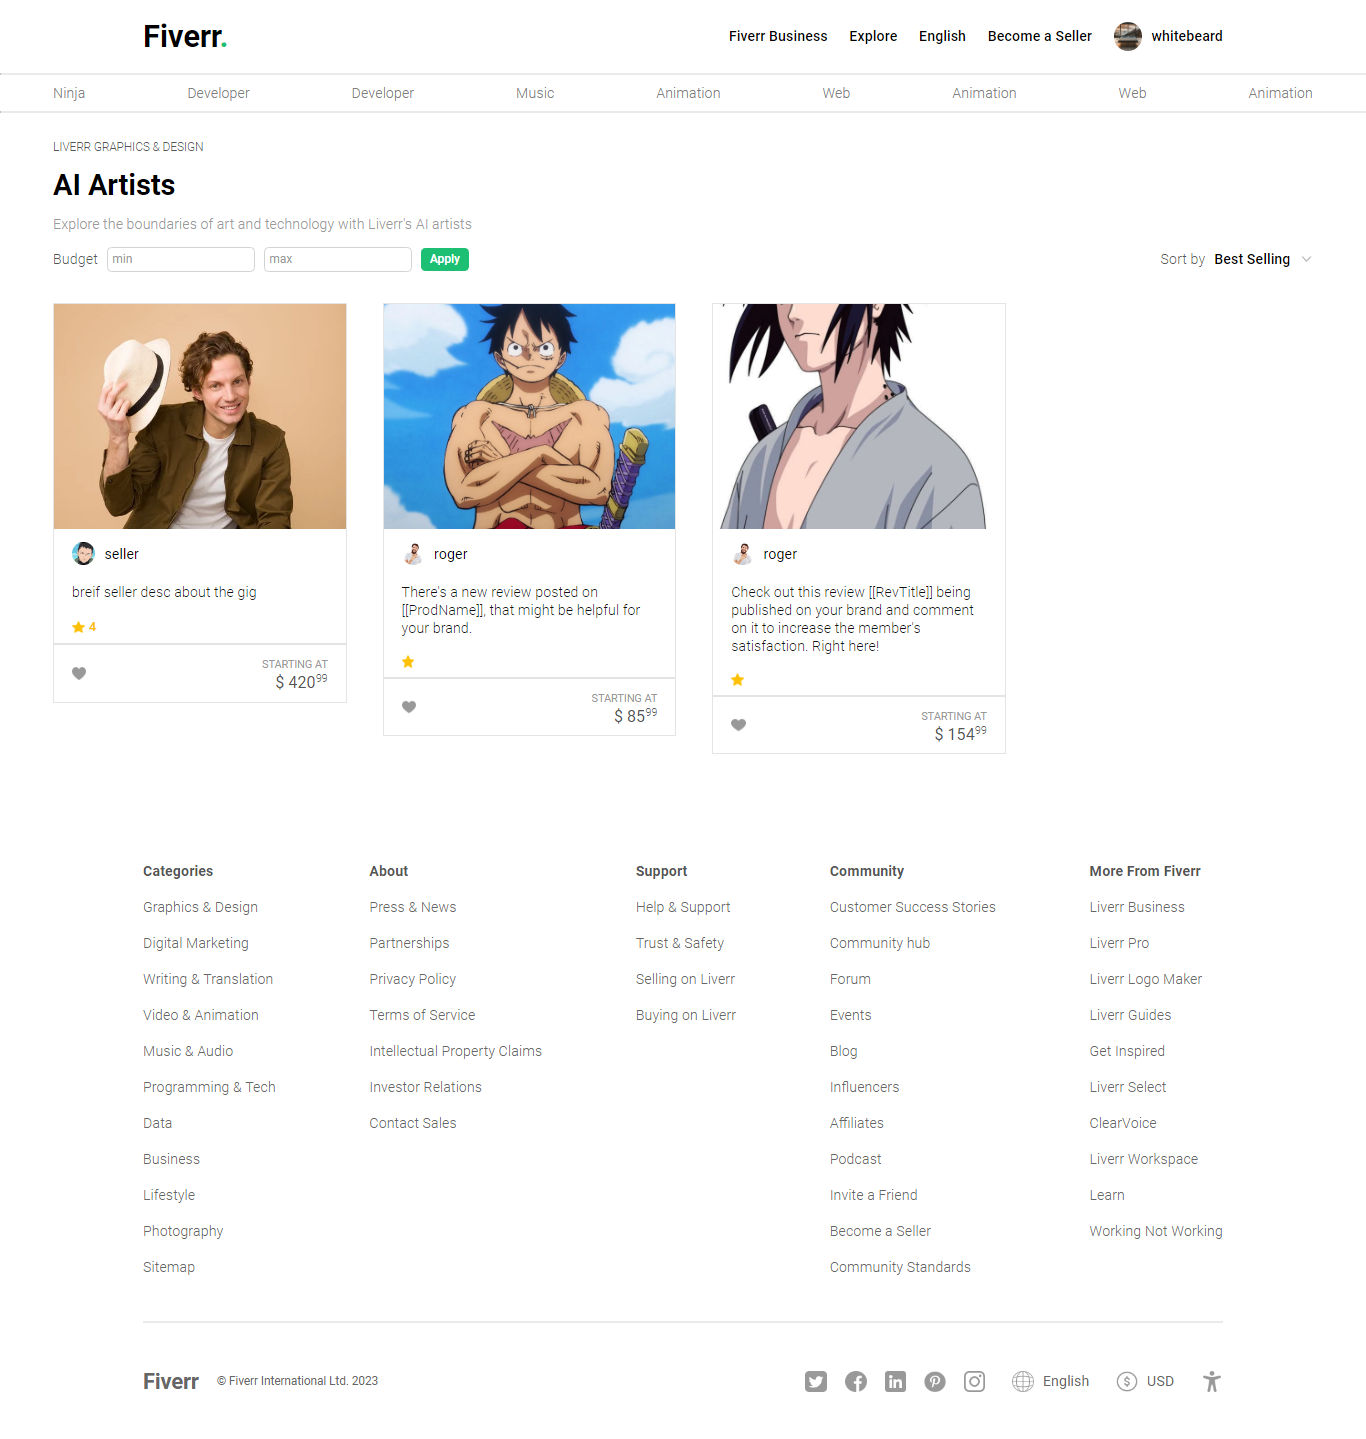 Fiverr.
Fiverr Business Explore English Become a Seller whitebeard
Ninja Developer Developer Music Animation Web Animation Web Animation
LIVERR GRAPHICS & DESIGN
AI Artists
Explore the boundaries of art and technology with Liverr's AI artists
Budget min max Apply Sort by Best Selling
seller
breif seller desc about the gig
4
STARTING AT
$ 420 99
roger
There's a new review posted on
[[ProdName]], that might be helpful for
your brand.
STARTING AT
$ 85 99
roger
Check out this review [[RevTitle]] being
published on your brand and comment
on it to increase the member's
satisfaction. Right here!
STARTING AT
$ 154 99
Categories
Graphics & Design
Digital Marketing
Writing & Translation
Video & Animation
Music & Audio
Programming & Tech
Data
Business
Lifestyle
Photography
Sitemap
About
Press & News
Partnerships
Privacy Policy
Terms of Service
Intellectual Property Claims
Investor Relations
Contact Sales
Support
Help & Support
Trust & Safety
Selling on Liverr
Buying on Liverr
Community
Customer Success Stories
Community hub
Forum
Events
Blog
Influencers
Affiliates
Podcast
Invite a Friend
Become a Seller
Community Standards
More From Fiverr
Liverr Business
Liverr Pro
Liverr Logo Maker
Liverr Guides
Get Inspired
Liverr Select
ClearVoice
Liverr Workspace
Learn
Working Not Working
Fiverr © Fiverr International Ltd. 2023 English $ USD